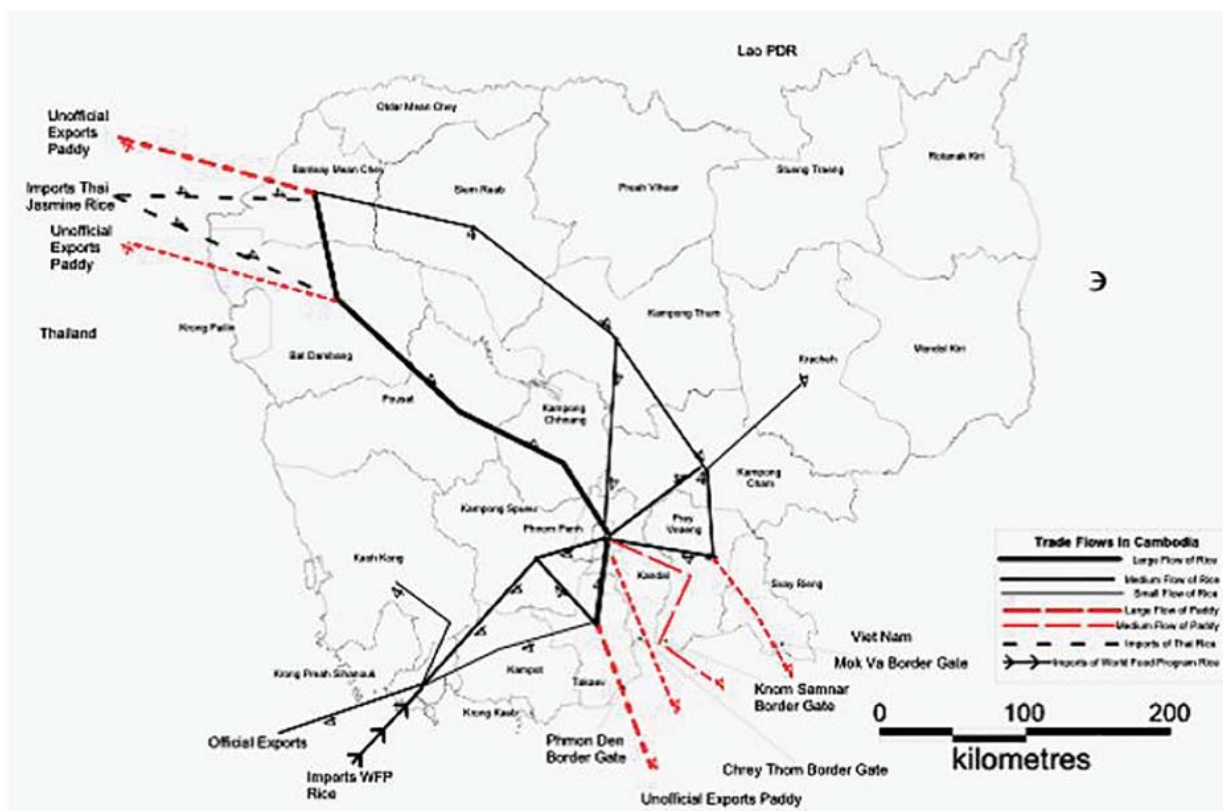 Lao PDR
Otdar Mean Chey
Unofficial
Exports
Paddy
Banteay Mean Chey
Siem Raab
Preah Vihear
Stueng Traeng
Rotanak Kiri
Imports Thai
Jasmine Rice
Unofficial
Exports
Paddy
Thailand
Krong Pailin
Bat Dambang
Kampong Thum
Kracheh
Mondol Kiri
Pousat
Kampong
Chhnang
Kampong
Cham
Kampong Spueu
Phnom Penh
Prey
Veaeng
Kaoh Kong
Kandal
Svay Rieng
Trade Flows in Cambodia
Large Flow of Rice
Medium Flow of Rice
Small Flow of Rice
Large Flow of Paddy
Medium Flow of Paddy
Imports of Thai Rice
Imports of World Food Program Rice
Viet Nam
Mok Va Border Gate
Krong Preah Sihanouk
Kampot
Takaev
Knom Samnar
Border Gate
Krong Kaeb
0 100 200
kilometres
Official Exports
Phmon Den
Border Gate
Chrey Thom Border Gate
Imports WFP
Rice
Unofficial Exports Paddy